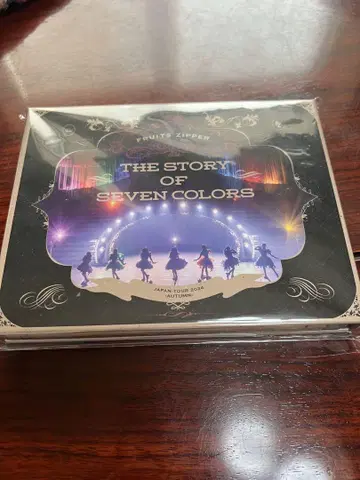 FRUITS ZIPPER
THE STORY
OF
SEVEN COLORS
JAPAN TOUR 2024
-AUTUMN-